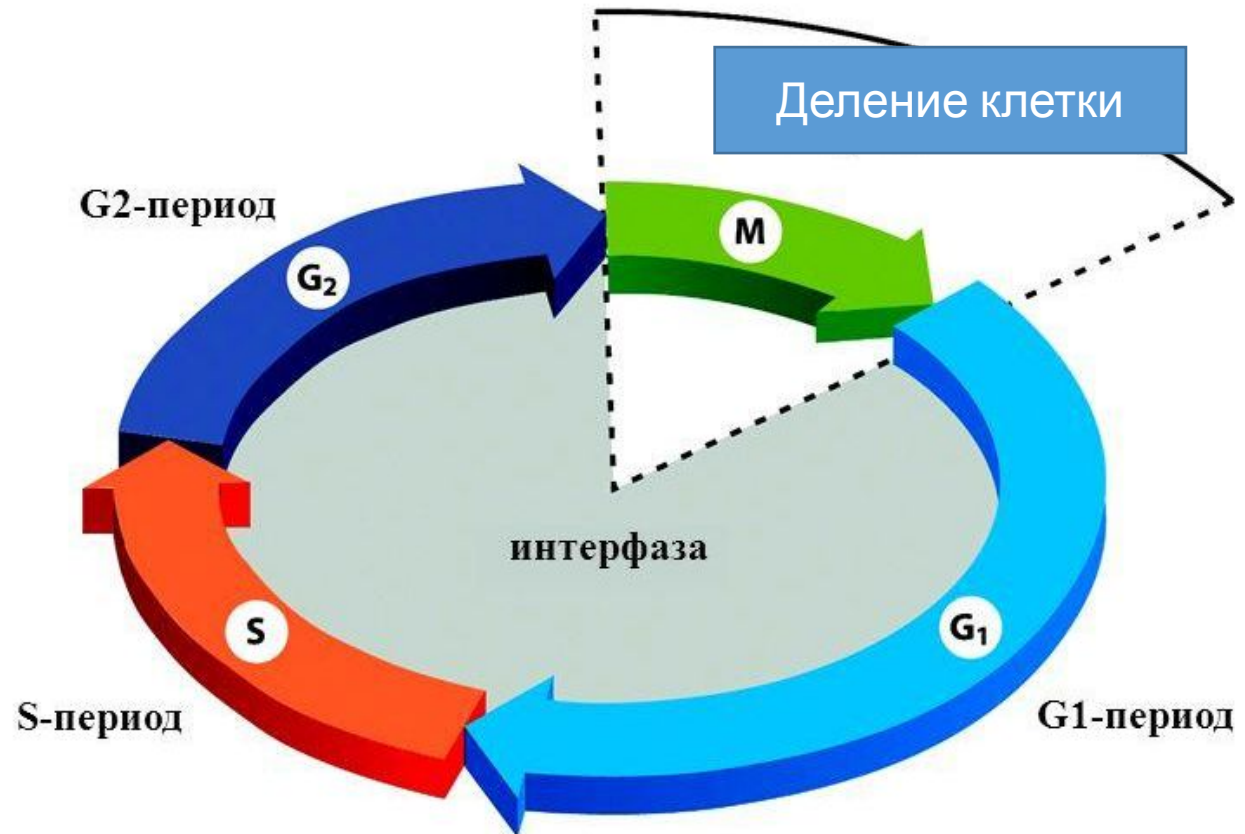 Деление клетки
G2-период
M
G₂
интерфаза
S
G₁
S-период
G1-период